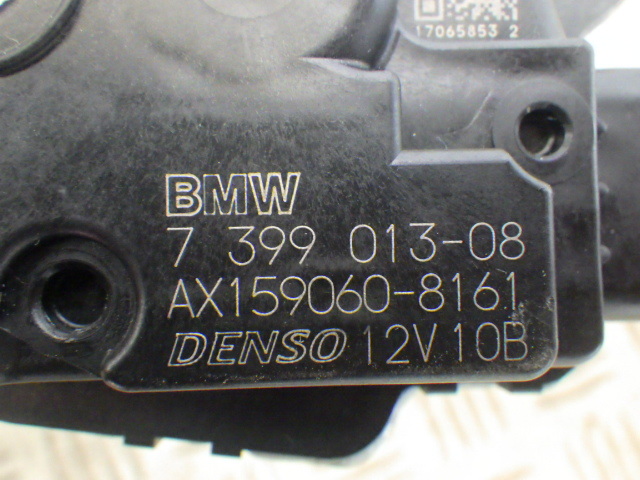 17065853 2
BMW
7 399 013-08
AX159060-8161
DENSO 12V 10B